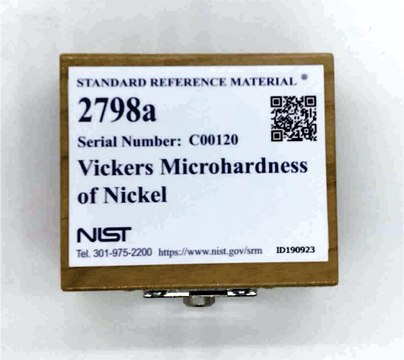 STANDARD REFERENCE MATERIAL ®
2798a
Serial Number: C00120
Vickers Microhardness
of Nickel
NIST
Tel. 301-975-2200 https://www.nist.gov/srm ID190923